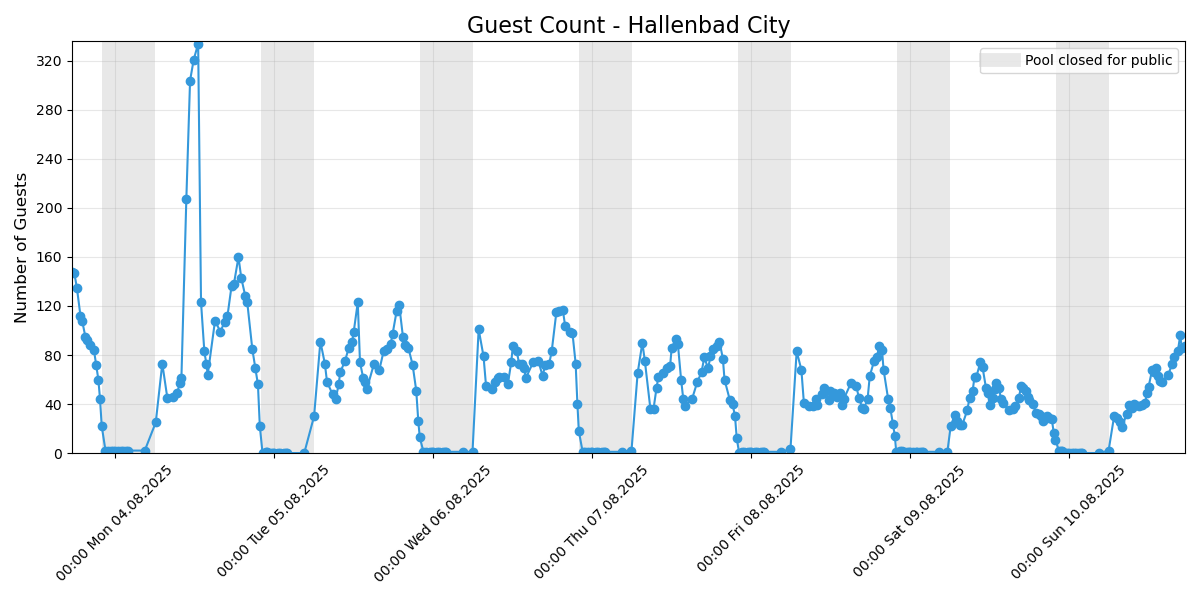 Guest Count - Hallenbad City
Pool closed for public
Number of Guests
320
280
240
200
160
120
80
40
0
00:00 Mon 04.08.2025
00:00 Tue 05.08.2025
00:00 Wed 06.08.2025
00:00 Thu 07.08.2025
00:00 Fri 08.08.2025
00:00 Sat 09.08.2025
00:00 Sun 10.08.2025